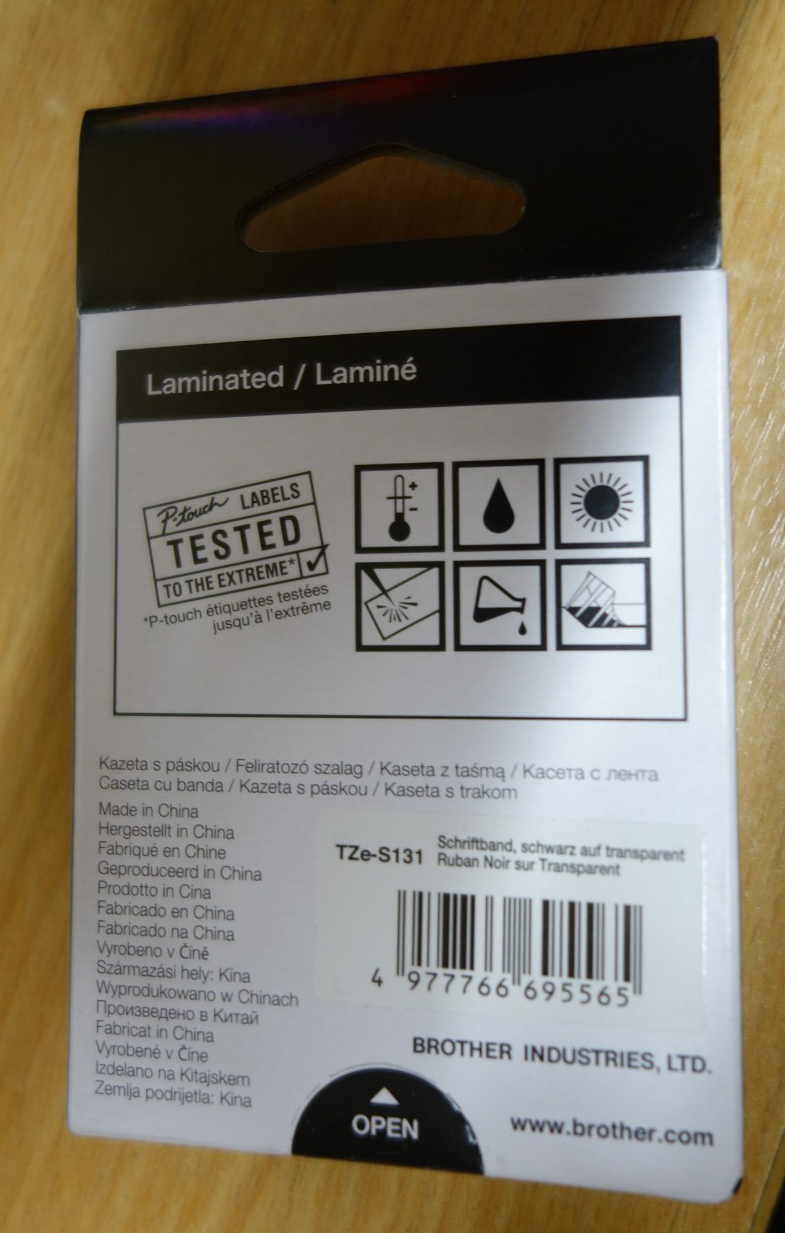 Laminated / Laminé
P-touch LABELS
TESTED
TO THE EXTREME*
*P-touch étiquettes testées
jusqu'à l'extrême
+
-
Kazeta s páskou / Feliratozó szalag / Kaseta z taśmą / Касета с лента
Caseta cu banda / Kazeta s páskou / Kaseta s trakom
Made in China
Hergestellt in China
Fabriqué en Chine
Geproduceerd in China
Prodotto in Cina
Fabricado en China
Fabricado na China
Vyrobeno v Číně
Származási hely: Kína
Wyprodukowano w Chinach
Произведено в Китай
Fabricat in China
Vyrobené v Číne
Izdelano na Kitajskem
Zemlja podrijetla: Kina
TZe-S131
Schriftband, schwarz auf transparent
Ruban Noir sur Transparent
4 977766 695565
BROTHER INDUSTRIES, LTD.
OPEN
www.brother.com